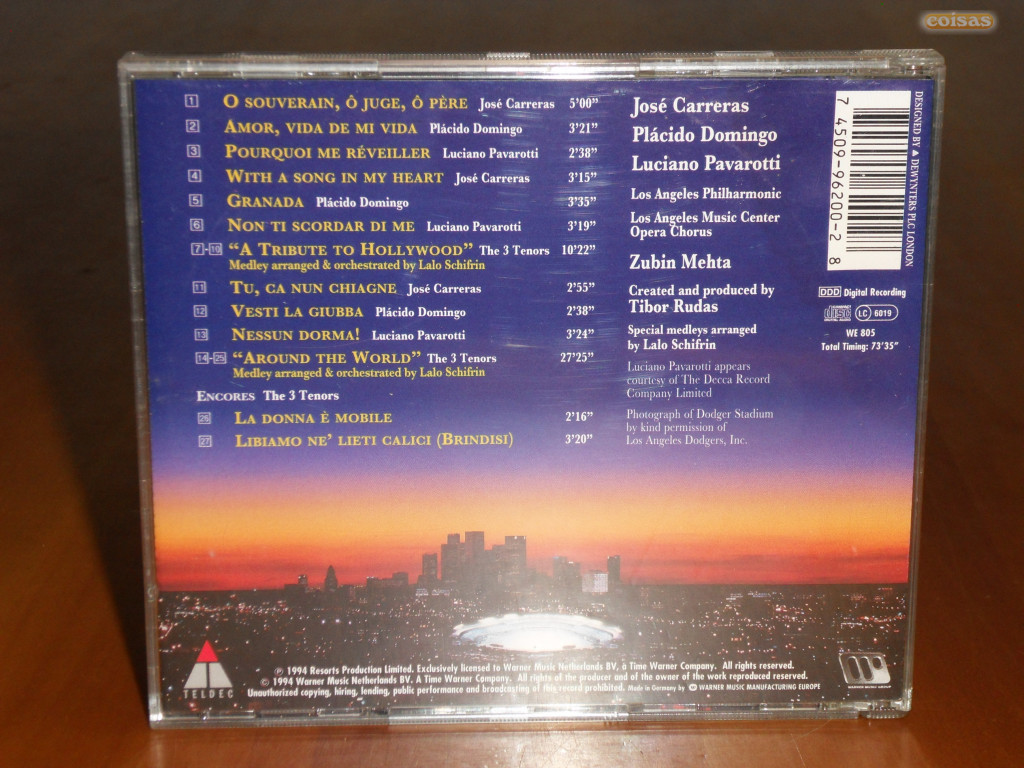 coisas
1 O SOUVERAIN, Ô JUGE, Ô PÈRE José Carreras 5'00"
2 AMOR, VIDA DE MI VIDA Plácido Domingo 3'21"
3 POURQUOI ME RÉVEILLER Luciano Pavarotti 2'38"
4 WITH A SONG IN MY HEART José Carreras 3'15"
5 GRANADA Plácido Domingo 3'35"
6 NON TI SCORDAR DI ME Luciano Pavarotti 3'19"
7-10 "A TRIBUTE TO HOLLYWOOD" The 3 Tenors 10'22"
Medley arranged & orchestrated by Lalo Schifrin
11 TU, CA NUN CHIAGNE José Carreras 2'55"
12 VESTI LA GIUBBA Plácido Domingo 2'38"
13 NESSUN DORMA! Luciano Pavarotti 3'24"
14-25 "AROUND THE WORLD" The 3 Tenors 27'25"
Medley arranged & orchestrated by Lalo Schifrin
ENCORES The 3 Tenors
26 LA DONNA È MOBILE 2'16"
27 LIBIAMO NE' LIETI CALICI (BRINDISI) 3'20"
José Carreras
Plácido Domingo
Luciano Pavarotti
Los Angeles Philharmonic
Los Angeles Music Center
Opera Chorus
Zubin Mehta
Created and produced by
Tibor Rudas
Special medleys arranged
by Lalo Schifrin
Luciano Pavarotti appears
courtesy of The Decca Record
Company Limited
Photograph of Dodger Stadium
by kind permission of
Los Angeles Dodgers, Inc.
7 45099-96200-2 8
DESIGNED BY DEWYNTERS PLC LONDON
DDD Digital Recording
disc LC 6019
WE 805
Total Timing: 73'35"
TELDEC
℗ 1994 Resorts Production Limited. Exclusively licensed to Warner Music Netherlands BV, a Time Warner Company. All rights reserved.
© 1994 Warner Music Netherlands BV. A Time Warner Company. All rights of the producer and of the owner of the work reproduced reserved.
Unauthorized copying, hiring, lending, public performance and broadcasting of this record prohibited. Made in Germany by WARNER MUSIC MANUFACTURING EUROPE
WARNER MUSIC GROUP